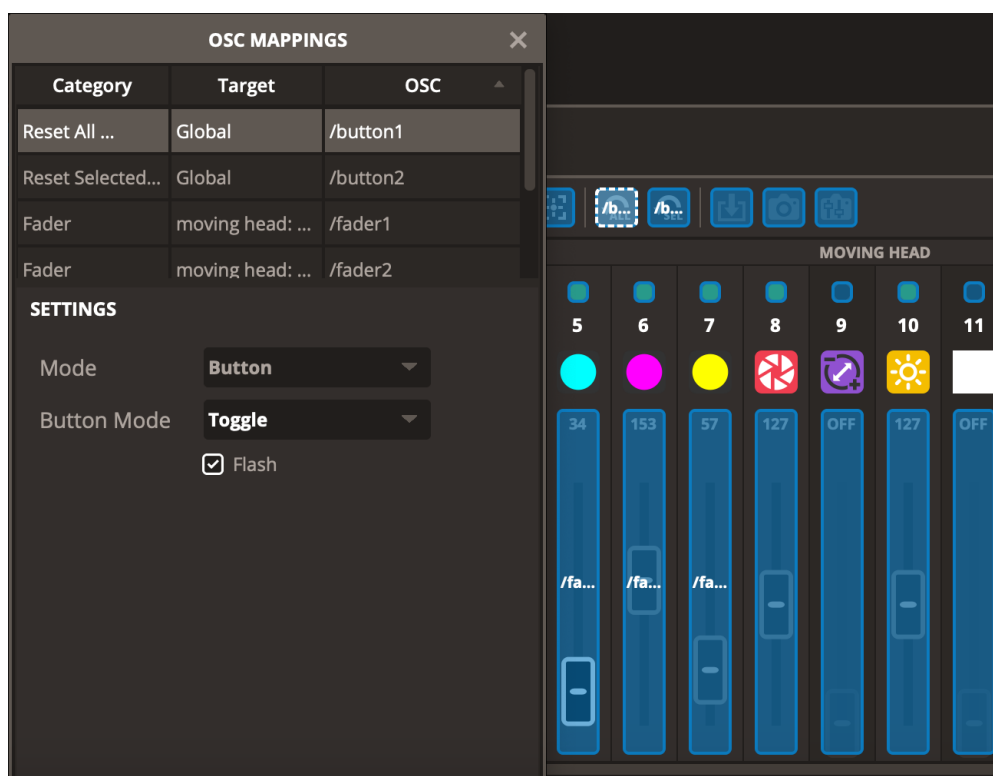 OSC MAPPINGS
Category Target OSC
Reset All ... Global /button1
Reset Selected... Global /button2
Fader moving head: ... /fader1
Fader moving head: ... /fader2
SETTINGS
Mode Button
Button Mode Toggle
Flash
/b... ALL /b... SEL
MOVING HEAD
5 6 7 8 9 10 11
34 153 57 127 OFF 127 OFF
/fa... /fa... /fa...